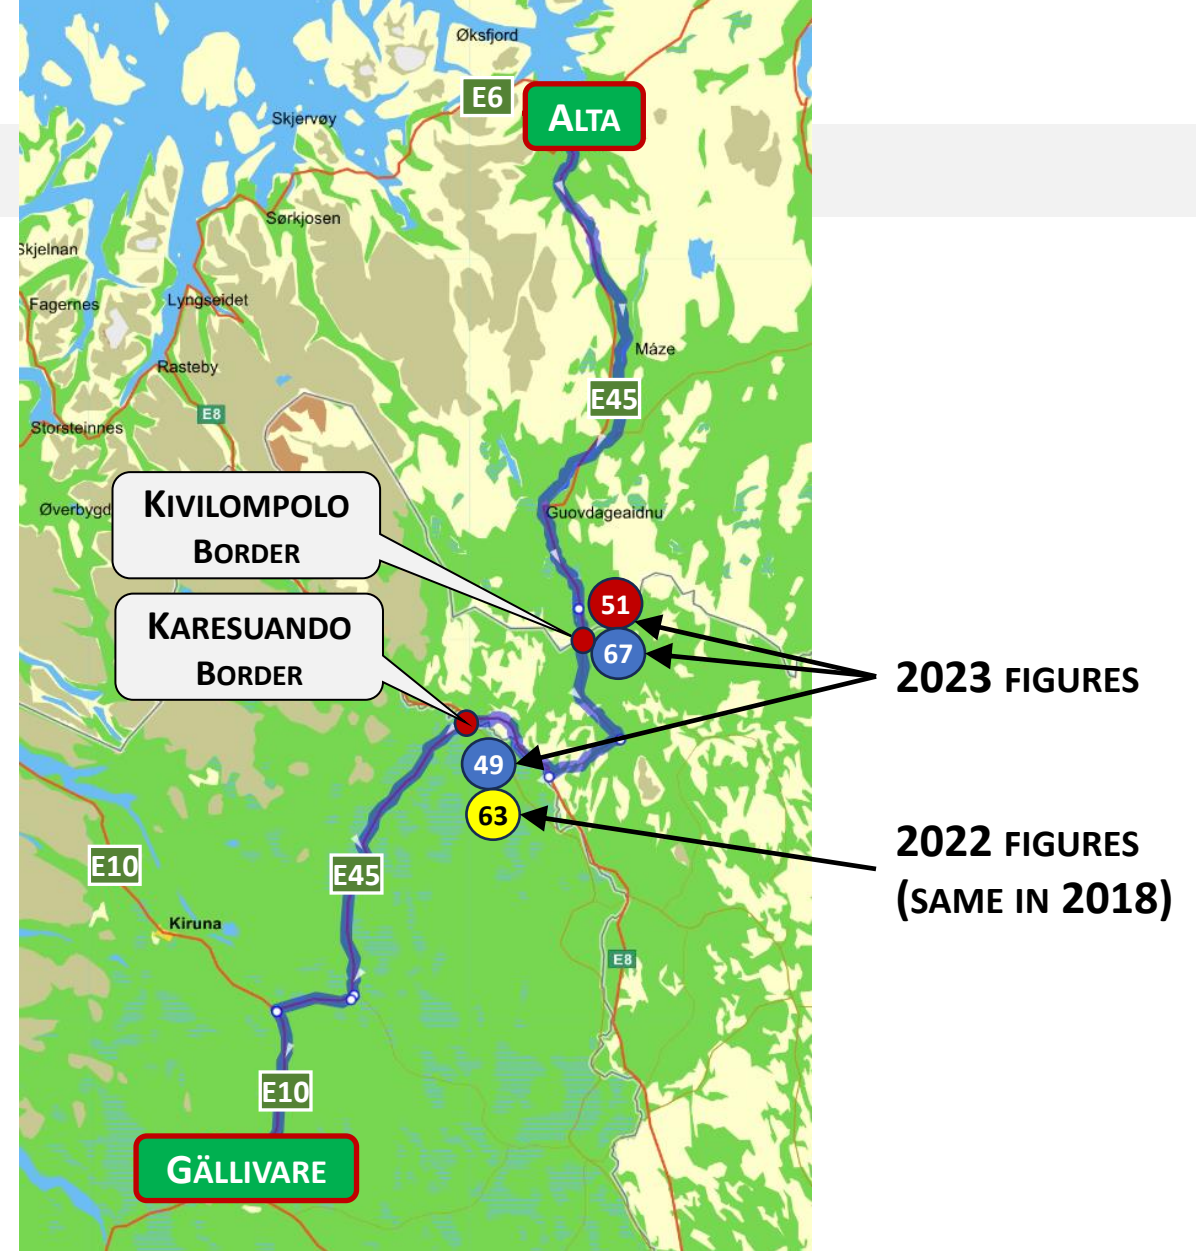 Øksfjord
E6
ALTA
Skjervøy
Sørkjosen
Skjelnan
Lyngseidet
Fagernes
Máze
Rasteby
E45
E8
Storsteinnes
KIVILOMPOLO
BORDER
Øverbygd
Guovdageaidnu
51
KARESUANDO
BORDER
67
2023 FIGURES
49
63
2022 FIGURES
(SAME IN 2018)
E10
E45
Kiruna
E8
E10
GÄLLIVARE